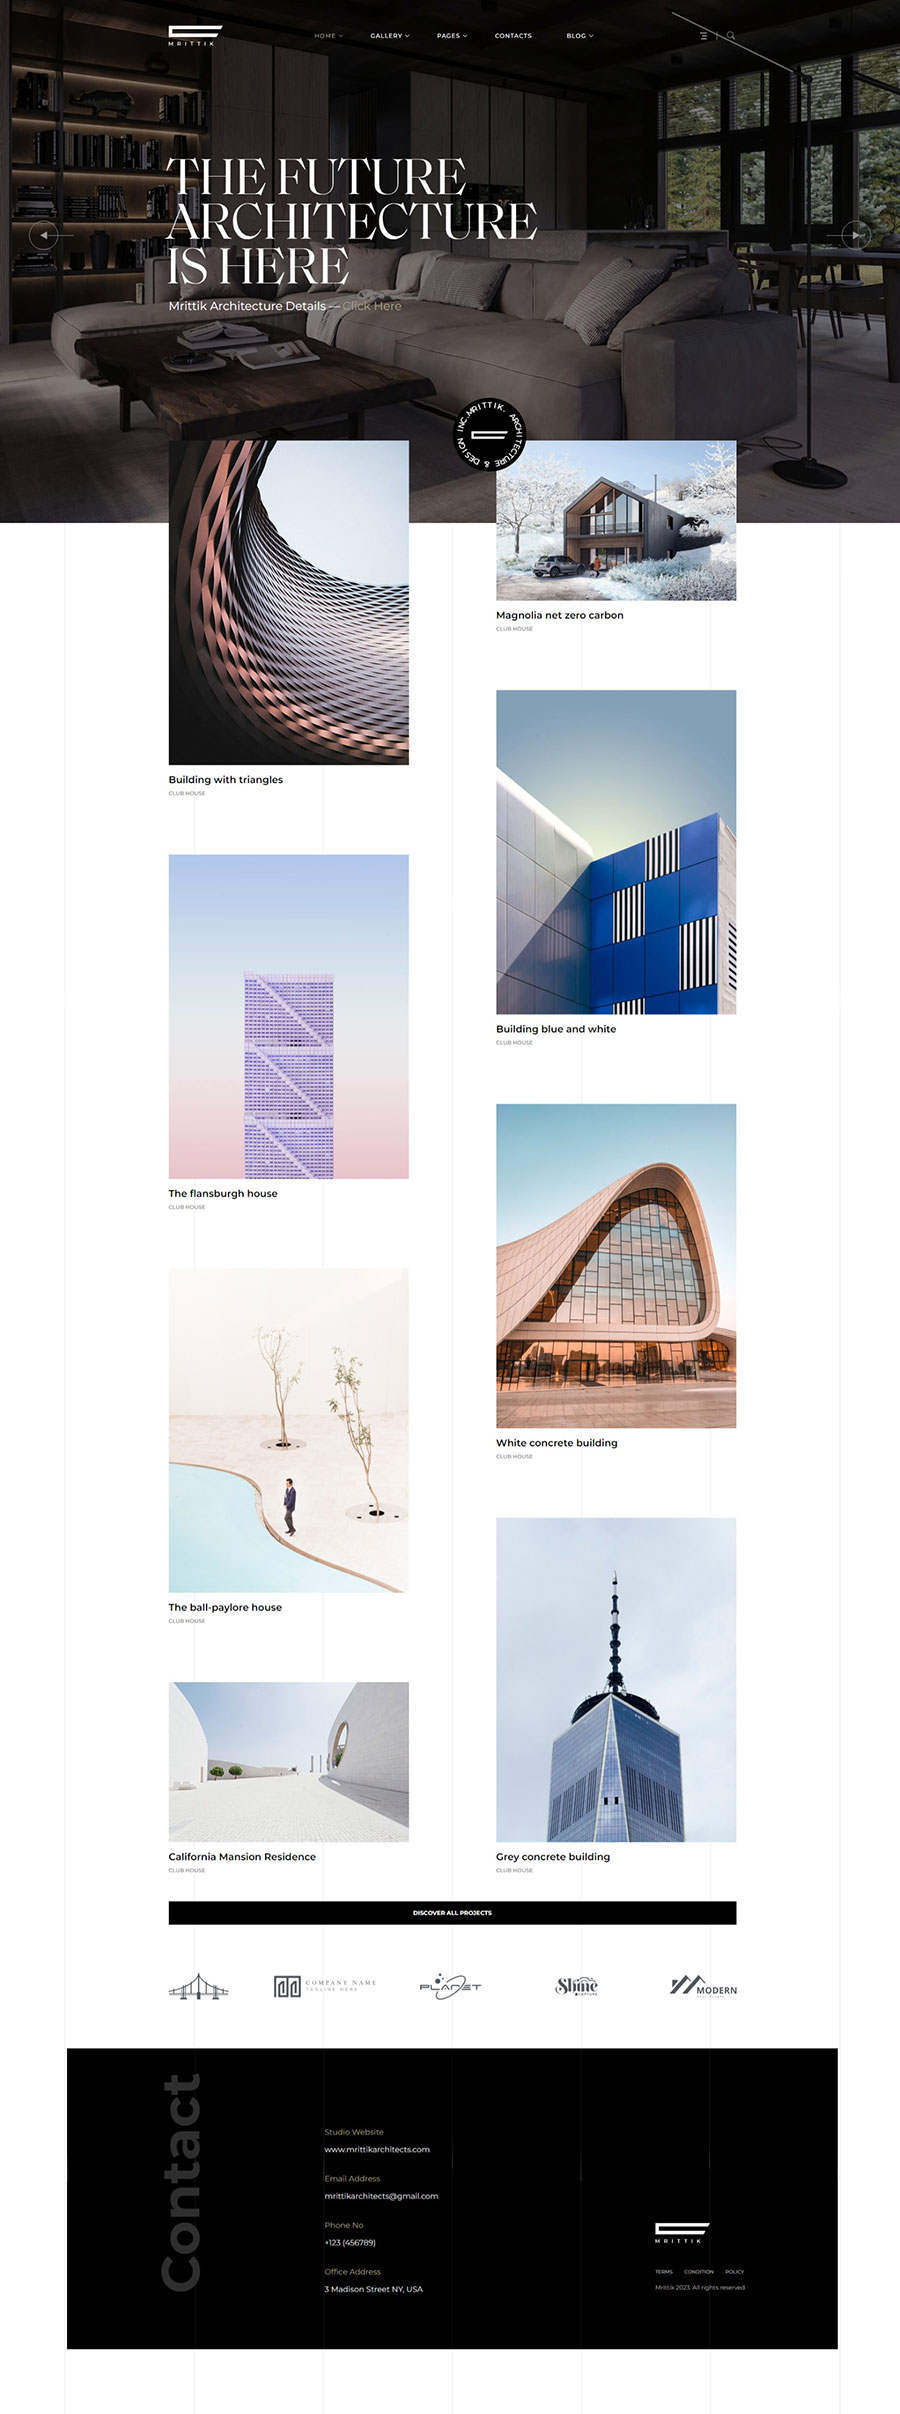 MRITTIK
HOME
GALLERY
PAGES
CONTACTS
BLOG
THE FUTURE
ARCHITECTURE
IS HERE
Mrittik Architecture Details — Click Here
MRITTIK. ARCHITECTURE & DESIGN INC.
Magnolia net zero carbon
CLUB HOUSE
Building with triangles
CLUB HOUSE
Building blue and white
CLUB HOUSE
The flansburgh house
CLUB HOUSE
White concrete building
CLUB HOUSE
The ball-paylore house
CLUB HOUSE
California Mansion Residence
CLUB HOUSE
Grey concrete building
CLUB HOUSE
DISCOVER ALL PROJECTS
COMPANY NAME
TAGLINE HERE
PLANET
Shine
CAPTURE
MODERN
REAL ESTATE
Contact
Studio Website
www.mrittikarchitects.com
Email Address
mrittikarchitects@gmail.com
Phone No
+123 (456789)
Office Address
3 Madison Street NY, USA
MRITTIK
TERMS CONDITION POLICY
Mrittik 2023. All rights reserved